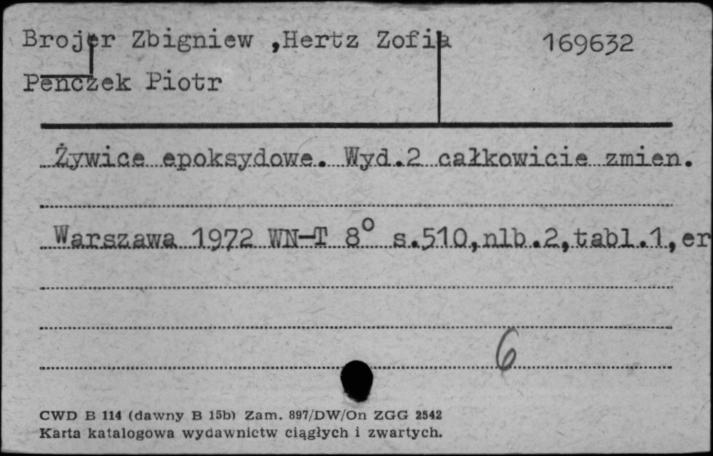 Brojer Zbigniew ,Hertz Zofia 169632
Penczek Piotr
Żywice epoksydowe. Wyd.2 całkowicie zmien.
Warszawa 1972 WN-T 8° s.510,nlb.2,tabl.1,er
6
CWD B 114 (dawny B 15b) Zam. 897/DW/On ZGG 2542
Karta katalogowa wydawnictw ciągłych i zwartych.